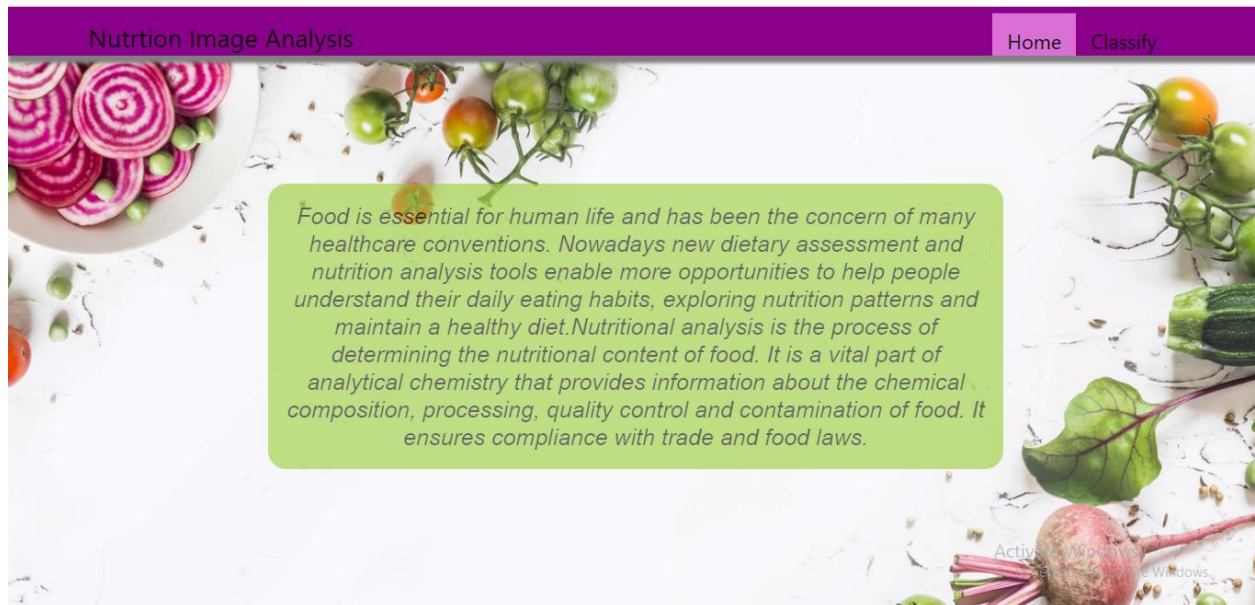 Nutrtion Image Analysis
Home
Classify
Food is essential for human life and has been the concern of many
healthcare conventions. Nowadays new dietary assessment and
nutrition analysis tools enable more opportunities to help people
understand their daily eating habits, exploring nutrition patterns and
maintain a healthy diet.Nutritional analysis is the process of
determining the nutritional content of food. It is a vital part of
analytical chemistry that provides information about the chemical
composition, processing, quality control and contamination of food. It
ensures compliance with trade and food laws.
Windows
Windows.